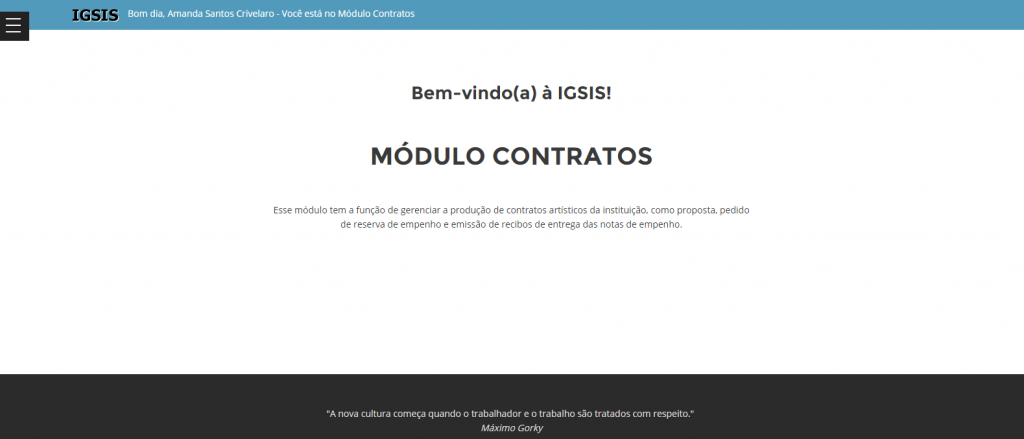 IGSIS Bom dia, Amanda Santos Crivelaro - Você está no Módulo Contratos
Bem-vindo(a) à IGSIS!
MÓDULO CONTRATOS
Esse módulo tem a função de gerenciar a produção de contratos artísticos da instituição, como proposta, pedido
de reserva de empenho e emissão de recibos de entrega das notas de empenho.
"A nova cultura começa quando o trabalhador e o trabalho são tratados com respeito."
Máximo Gorky